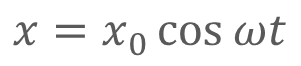 x = x₀ cos ωt